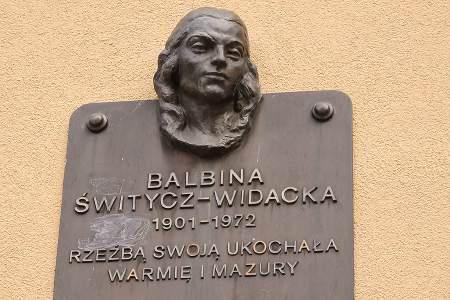 BALBINA
ŚWITYCZ-WIDACKA
1901-1972
RZEŹBĄ SWOJĄ UKOCHAŁA
WARMIĘ I MAZURY